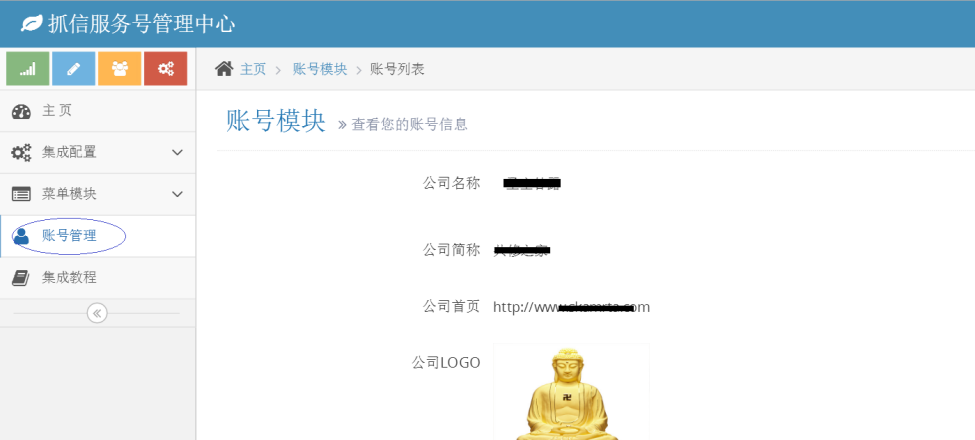 抓信服务号管理中心
主页 > 账号模块 > 账号列表
主 页
集成配置
菜单模块
账号管理
集成教程
账号模块 » 查看您的账号信息
公司名称
公司简称
公司首页 http://www.
com
公司LOGO
卍